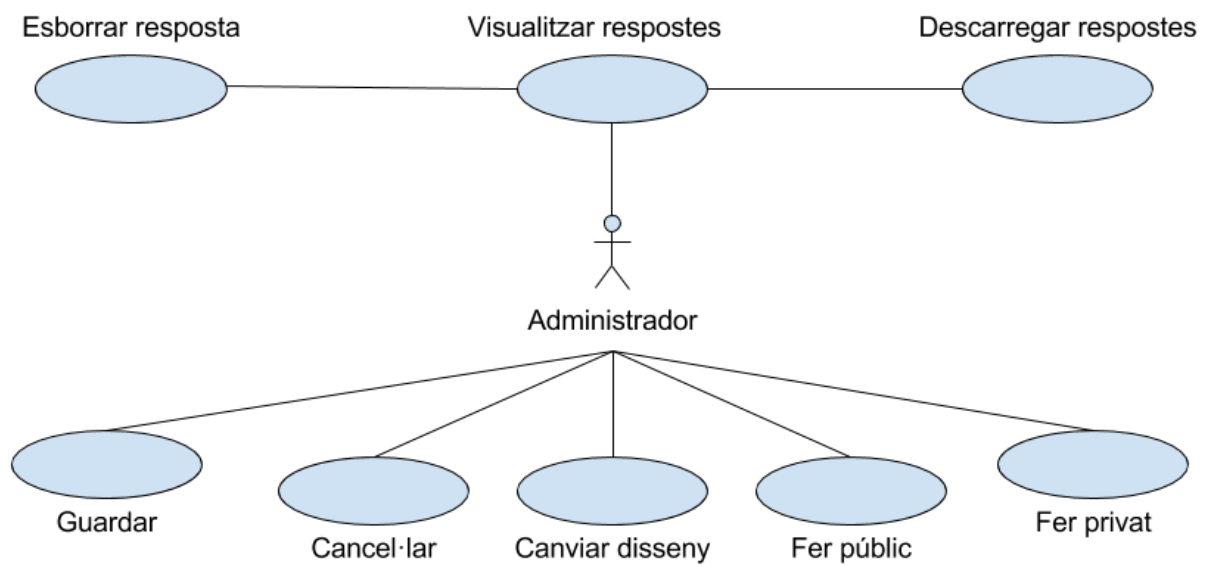 Esborrar resposta
Visualitzar respostes
Descarregar respostes
Administrador
Guardar
Cancel·lar
Canviar disseny
Fer públic
Fer privat